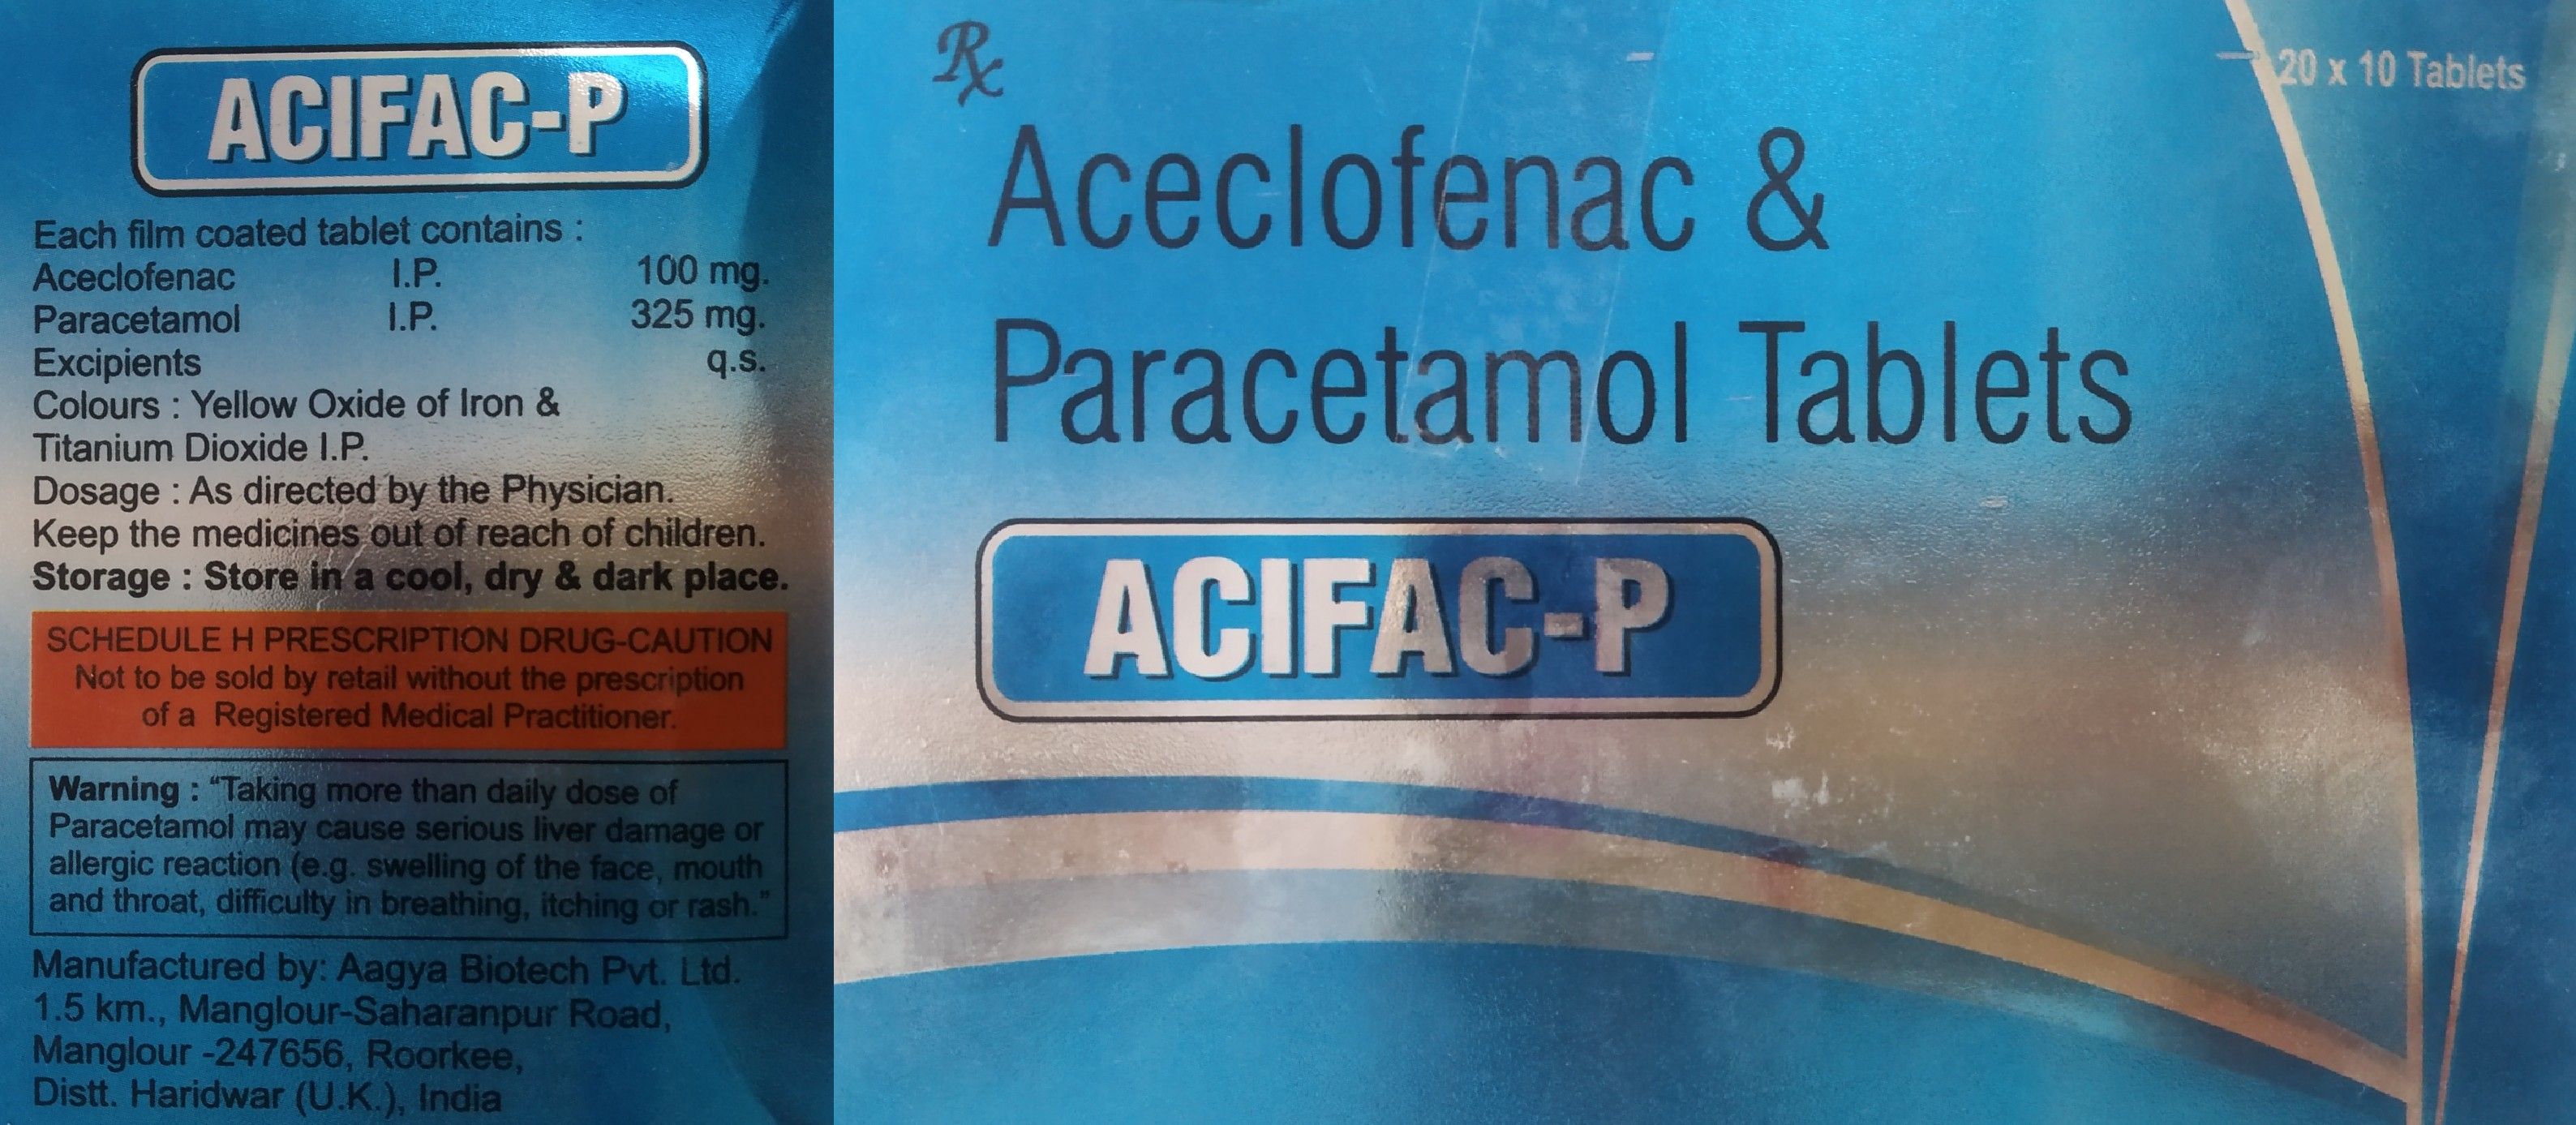 ACIFAC-P
Each film coated tablet contains :
Aceclofenac I.P. 100 mg.
Paracetamol I.P. 325 mg.
Excipients q.s.
Colours : Yellow Oxide of Iron &
Titanium Dioxide I.P.
Dosage : As directed by the Physician.
Keep the medicines out of reach of children.
Storage : Store in a cool, dry & dark place.
SCHEDULE H PRESCRIPTION DRUG-CAUTION
Not to be sold by retail without the prescription
of a Registered Medical Practitioner.
Warning : “Taking more than daily dose of
Paracetamol may cause serious liver damage or
allergic reaction (e.g. swelling of the face, mouth
and throat, difficulty in breathing, itching or rash.”
Manufactured by: Aagya Biotech Pvt. Ltd.
1.5 km., Manglour-Saharanpur Road,
Manglour -247656, Roorkee,
Distt. Haridwar (U.K.), India
Rx
20 x 10 Tablets
Aceclofenac &
Paracetamol Tablets
ACIFAC-P